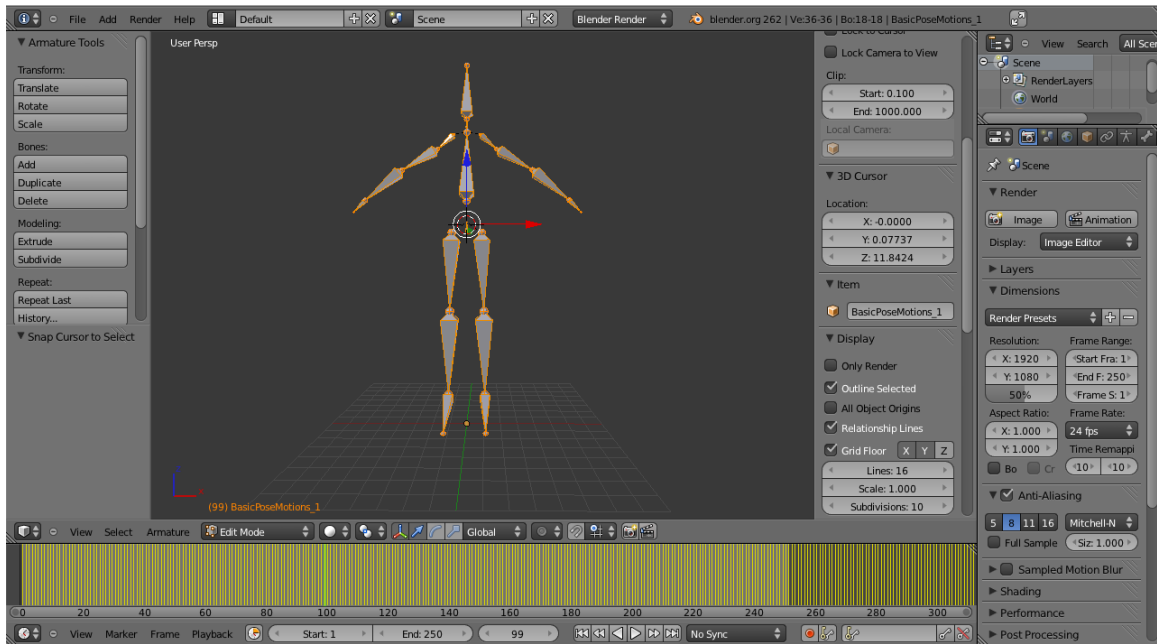 File Add Render Help Default Scene Blender Render blender.org 262 | Ve:36-36 | Bo:18-18 | BasicPoseMotions_1
Armature Tools
Transform:
Translate
Rotate
Scale
Bones:
Add
Duplicate
Delete
Modeling:
Extrude
Subdivide
Repeat:
Repeat Last
History...
Snap Cursor to Select
User Persp
(99) BasicPoseMotions_1
Lock to Cursor
Lock Camera to View
Clip:
Start: 0.100
End: 1000.000
Local Camera:
3D Cursor
Location:
X: -0.0000
Y: 0.07737
Z: 11.8424
Item
BasicPoseMotions_1
Display
Only Render
Outline Selected
All Object Origins
Relationship Lines
Grid Floor X Y Z
Lines: 16
Scale: 1.000
Subdivisions: 10
View Search All Scen
Scene
RenderLayers
World
Scene
Render
Image Animation
Display: Image Editor
Layers
Dimensions
Render Presets
Resolution: Frame Range:
X: 1920 Start Fra: 1
Y: 1080 End F: 250
50% Frame S: 1
Aspect Ratio: Frame Rate:
X: 1.000 24 fps
Y: 1.000 Time Remappi
Bo Cr 10 10
Anti-Aliasing
5 8 11 16 Mitchell-N
Full Sample Siz: 1.000
Sampled Motion Blur
Shading
Performance
Post Processing
View Select Armature Edit Mode Global
0 20 40 60 80 100 120 140 160 180 200 220 240 260 280 300
View Marker Frame Playback Start: 1 End: 250 99 No Sync